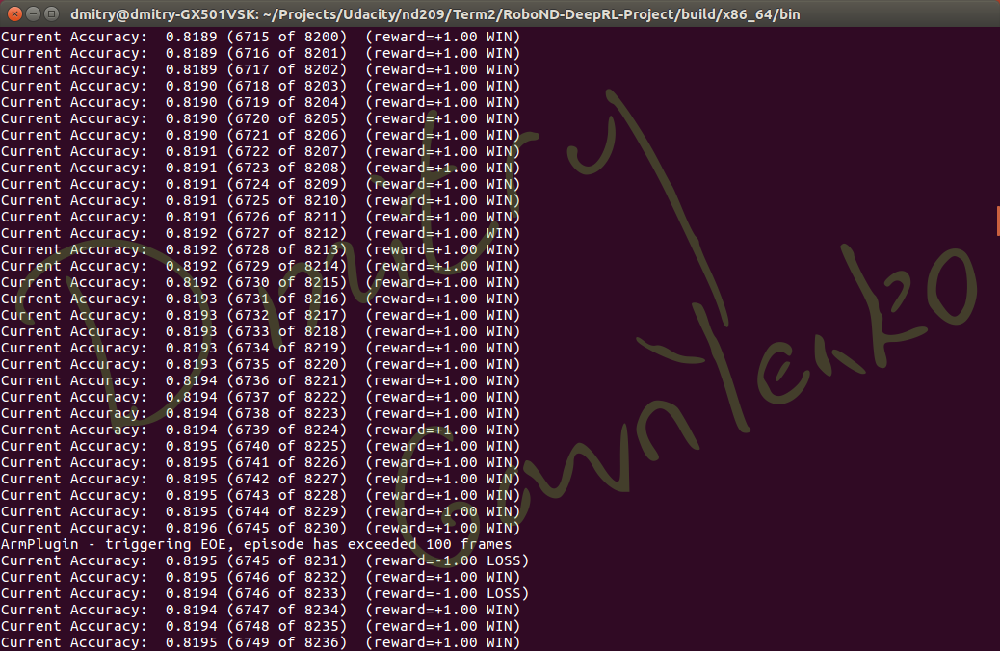 dmitry@dmitry-GX501VSK: ~/Projects/Udacity/nd209/Term2/RoboND-DeepRL-Project/build/x86_64/bin
Current Accuracy:  0.8189 (6715 of 8200)  (reward=+1.00 WIN)
Current Accuracy:  0.8189 (6716 of 8201)  (reward=+1.00 WIN)
Current Accuracy:  0.8189 (6717 of 8202)  (reward=+1.00 WIN)
Current Accuracy:  0.8190 (6718 of 8203)  (reward=+1.00 WIN)
Current Accuracy:  0.8190 (6719 of 8204)  (reward=+1.00 WIN)
Current Accuracy:  0.8190 (6720 of 8205)  (reward=+1.00 WIN)
Current Accuracy:  0.8190 (6721 of 8206)  (reward=+1.00 WIN)
Current Accuracy:  0.8191 (6722 of 8207)  (reward=+1.00 WIN)
Current Accuracy:  0.8191 (6723 of 8208)  (reward=+1.00 WIN)
Current Accuracy:  0.8191 (6724 of 8209)  (reward=+1.00 WIN)
Current Accuracy:  0.8191 (6725 of 8210)  (reward=+1.00 WIN)
Current Accuracy:  0.8191 (6726 of 8211)  (reward=+1.00 WIN)
Current Accuracy:  0.8192 (6727 of 8212)  (reward=+1.00 WIN)
Current Accuracy:  0.8192 (6728 of 8213)  (reward=+1.00 WIN)
Current Accuracy:  0.8192 (6729 of 8214)  (reward=+1.00 WIN)
Current Accuracy:  0.8192 (6730 of 8215)  (reward=+1.00 WIN)
Current Accuracy:  0.8193 (6731 of 8216)  (reward=+1.00 WIN)
Current Accuracy:  0.8193 (6732 of 8217)  (reward=+1.00 WIN)
Current Accuracy:  0.8193 (6733 of 8218)  (reward=+1.00 WIN)
Current Accuracy:  0.8193 (6734 of 8219)  (reward=+1.00 WIN)
Current Accuracy:  0.8193 (6735 of 8220)  (reward=+1.00 WIN)
Current Accuracy:  0.8194 (6736 of 8221)  (reward=+1.00 WIN)
Current Accuracy:  0.8194 (6737 of 8222)  (reward=+1.00 WIN)
Current Accuracy:  0.8194 (6738 of 8223)  (reward=+1.00 WIN)
Current Accuracy:  0.8194 (6739 of 8224)  (reward=+1.00 WIN)
Current Accuracy:  0.8195 (6740 of 8225)  (reward=+1.00 WIN)
Current Accuracy:  0.8195 (6741 of 8226)  (reward=+1.00 WIN)
Current Accuracy:  0.8195 (6742 of 8227)  (reward=+1.00 WIN)
Current Accuracy:  0.8195 (6743 of 8228)  (reward=+1.00 WIN)
Current Accuracy:  0.8195 (6744 of 8229)  (reward=+1.00 WIN)
Current Accuracy:  0.8196 (6745 of 8230)  (reward=+1.00 WIN)
ArmPlugin - triggering EOE, episode has exceeded 100 frames
Current Accuracy:  0.8195 (6745 of 8231)  (reward=-1.00 LOSS)
Current Accuracy:  0.8195 (6746 of 8232)  (reward=+1.00 WIN)
Current Accuracy:  0.8194 (6746 of 8233)  (reward=-1.00 LOSS)
Current Accuracy:  0.8194 (6747 of 8234)  (reward=+1.00 WIN)
Current Accuracy:  0.8194 (6748 of 8235)  (reward=+1.00 WIN)
Current Accuracy:  0.8195 (6749 of 8236)  (reward=+1.00 WIN)
Dmitry